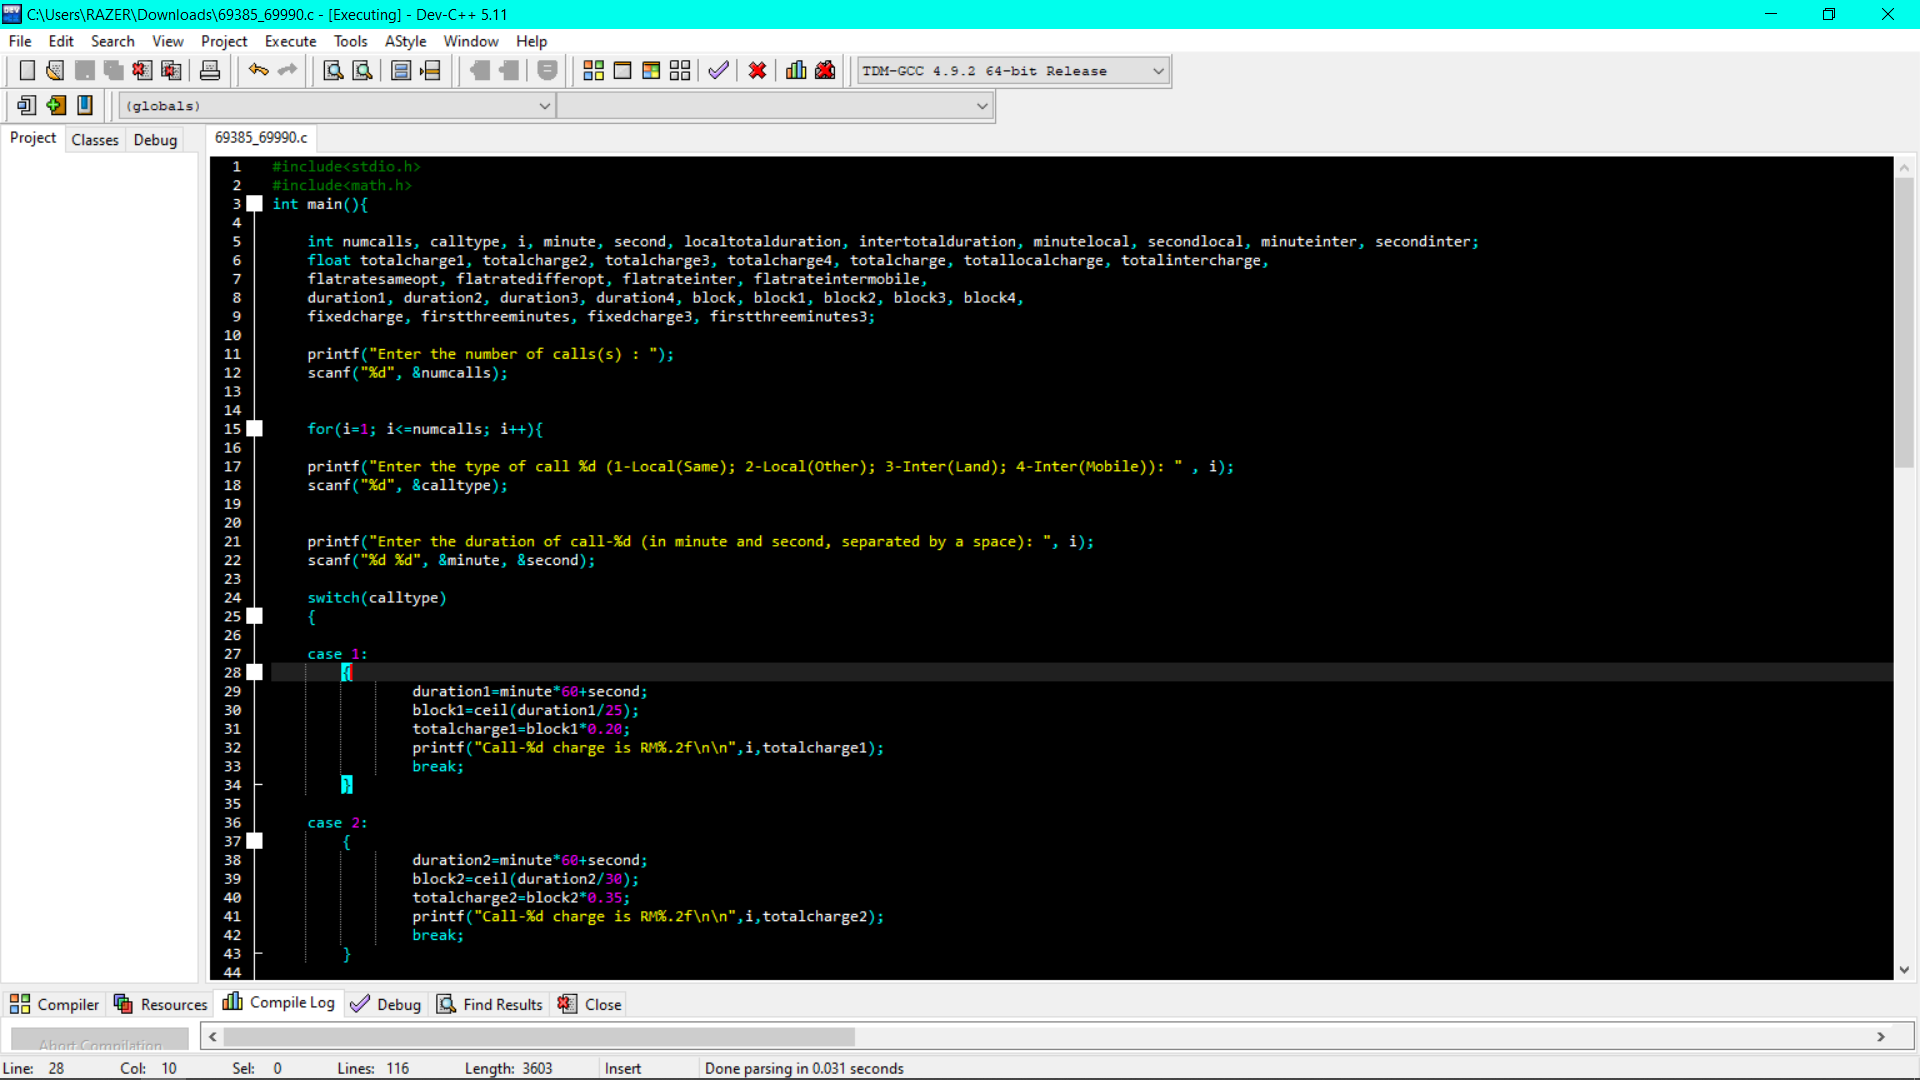 C:\Users\RAZER\Downloads\69385_69990.c - [Executing] - Dev-C++ 5.11
File Edit Search View Project Execute Tools AStyle Window Help
TDM-GCC 4.9.2 64-bit Release
(globals)
Project Classes Debug
69385_69990.c
1 #include<stdio.h>
2 #include<math.h>
3 int main(){
4
5 int numcalls, calltype, i, minute, second, localtotalduration, intertotalduration, minutelocal, secondlocal, minuteinter, secondinter;
6 float totalcharge1, totalcharge2, totalcharge3, totalcharge4, totalcharge, totallocalcharge, totalintercharge,
7 flatratesameopt, flatratedifferopt, flatrateinter, flatrateintermobile,
8 duration1, duration2, duration3, duration4, block, block1, block2, block3, block4,
9 fixedcharge, firstthreeminutes, fixedcharge3, firstthreeminutes3;
10
11 printf("Enter the number of calls(s) : ");
12 scanf("%d", &numcalls);
13
14
15 for(i=1; i<=numcalls; i++){
16
17 printf("Enter the type of call %d (1-Local(Same); 2-Local(Other); 3-Inter(Land); 4-Inter(Mobile)): " , i);
18 scanf("%d", &calltype);
19
20
21 printf("Enter the duration of call-%d (in minute and second, separated by a space): ", i);
22 scanf("%d %d", &minute, &second);
23
24 switch(calltype)
25 {
26
27 case 1:
28 {
29 duration1=minute*60+second;
30 block1=ceil(duration1/25);
31 totalcharge1=block1*0.20;
32 printf("Call-%d charge is RM%.2f\n\n",i,totalcharge1);
33 break;
34 }
35
36 case 2:
37 {
38 duration2=minute*60+second;
39 block2=ceil(duration2/30);
40 totalcharge2=block2*0.35;
41 printf("Call-%d charge is RM%.2f\n\n",i,totalcharge2);
42 break;
43 }
44
Compiler Resources Compile Log Debug Find Results Close
Abort Compilation
Line: 28 Col: 10 Sel: 0 Lines: 116 Length: 3603 Insert Done parsing in 0.031 seconds